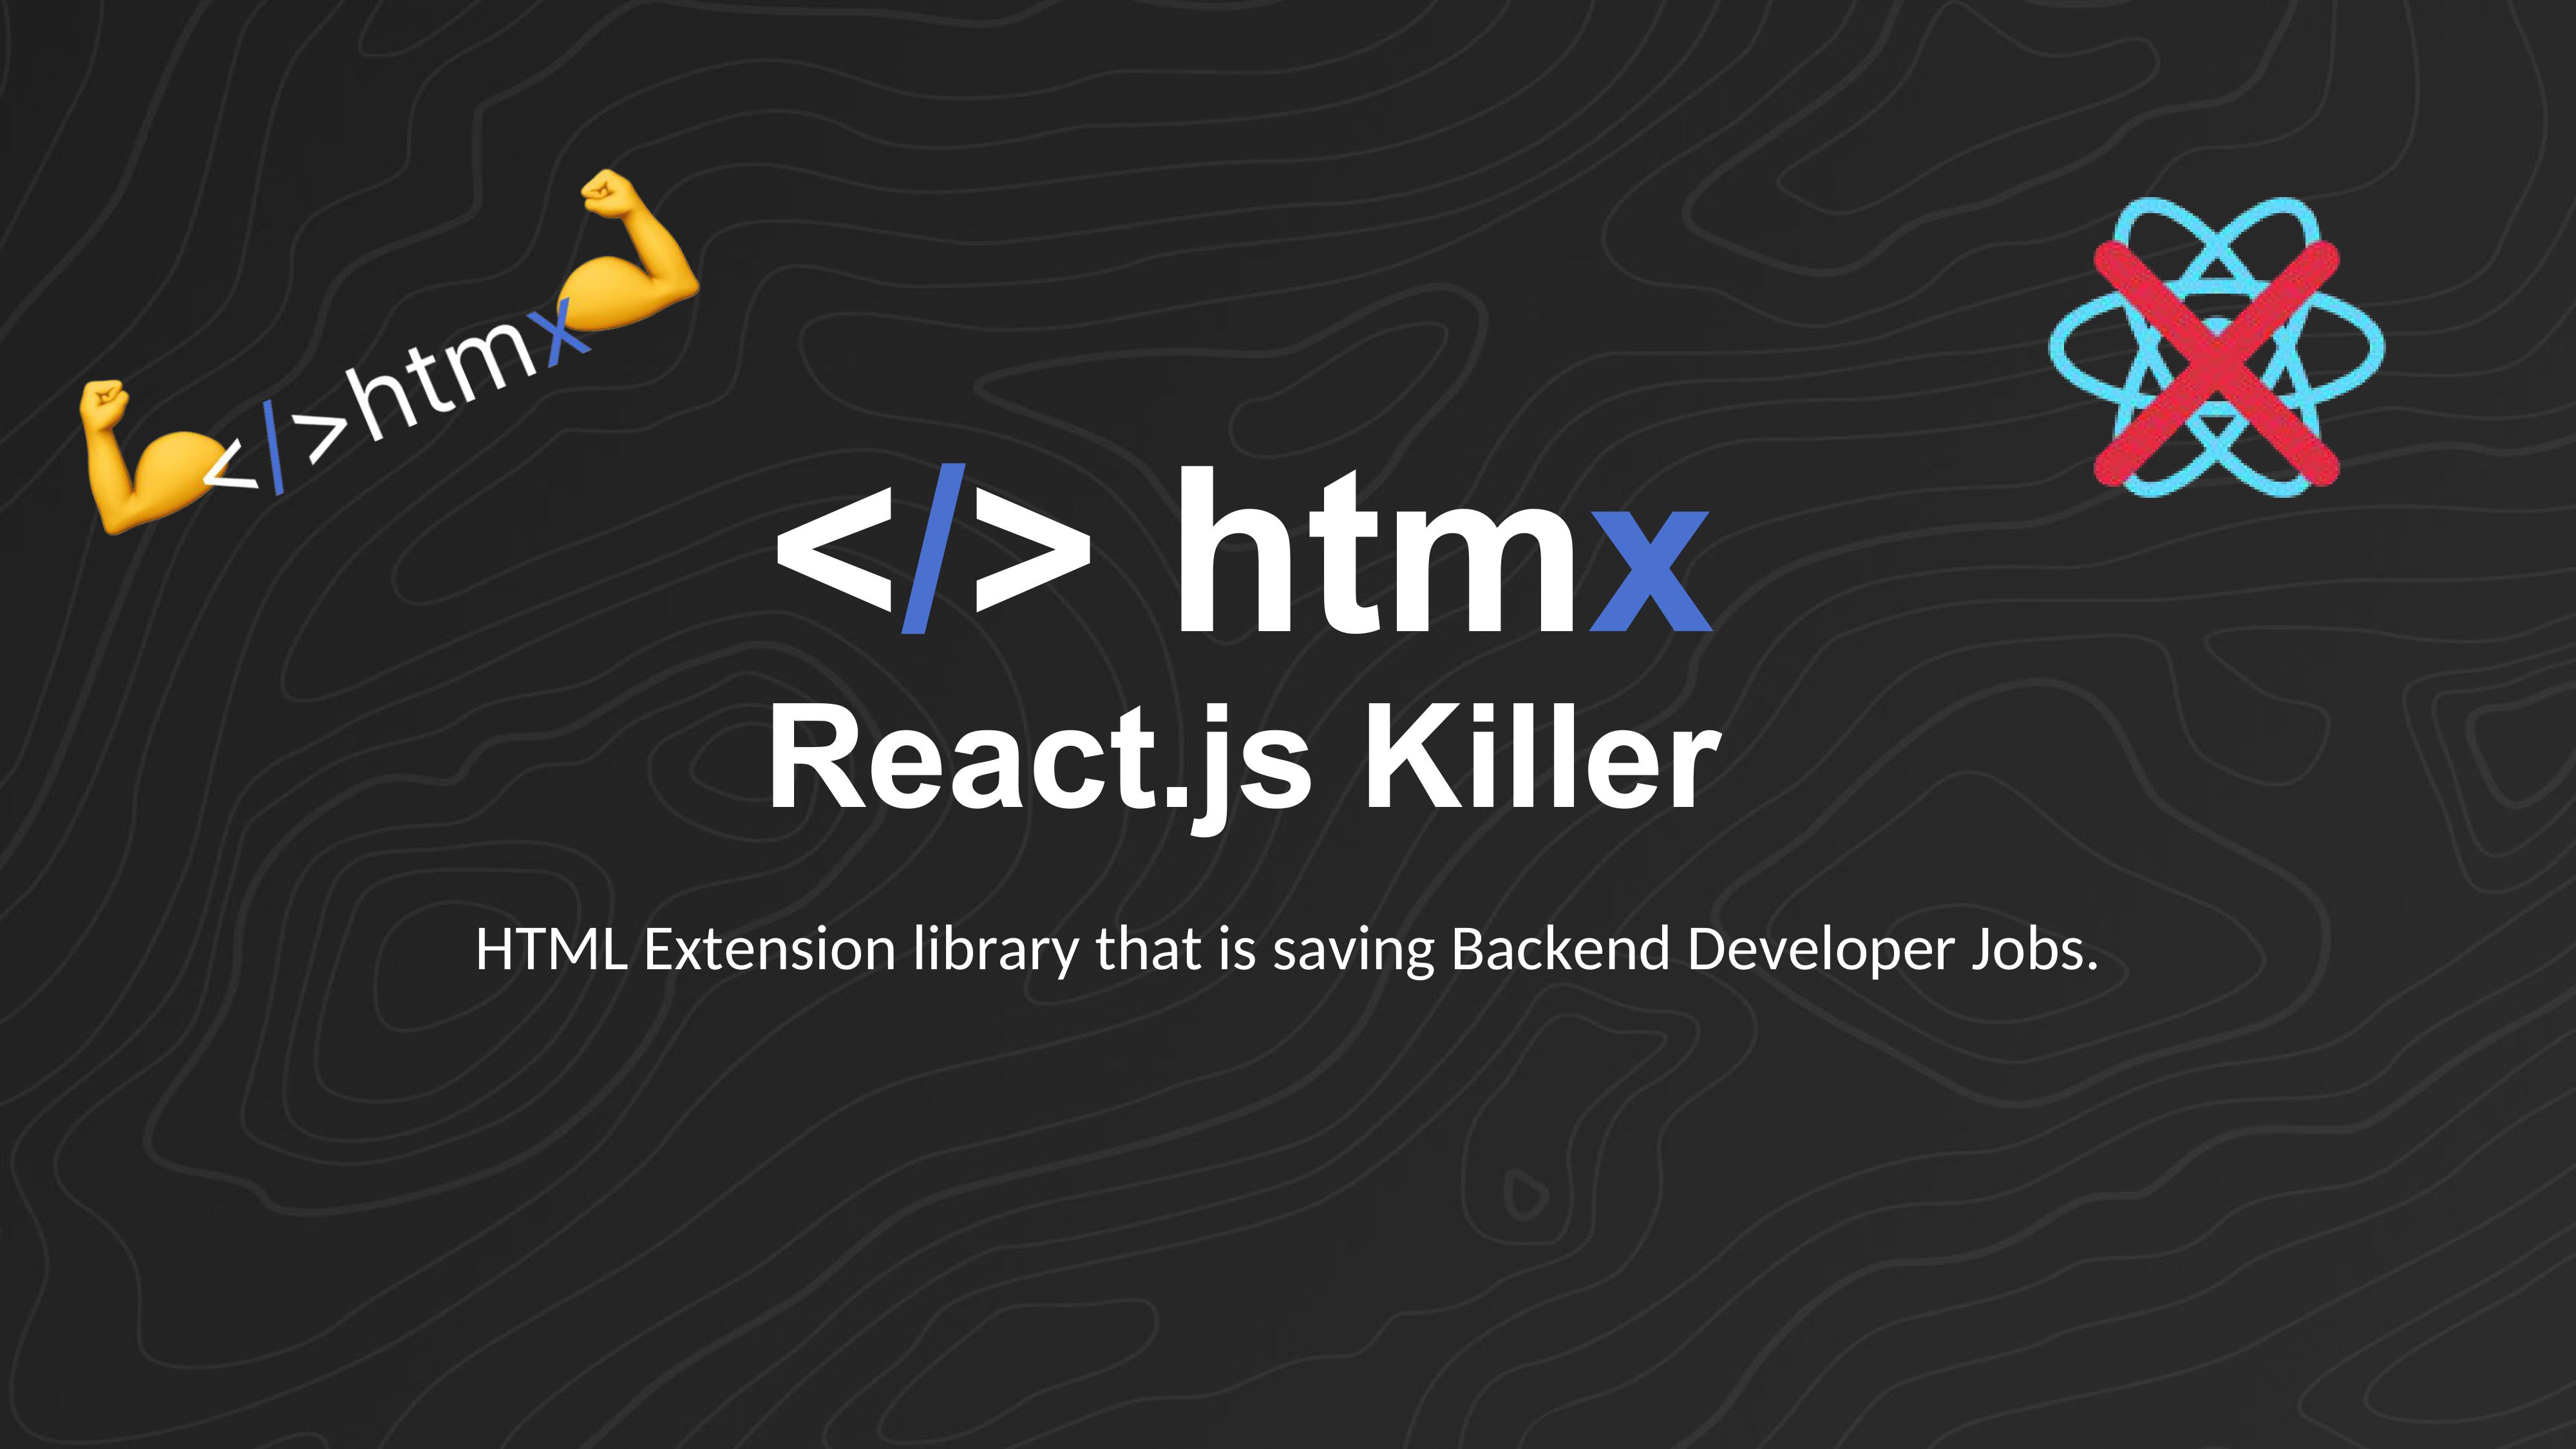 </>htmx
</> htmx
React.js Killer
HTML Extension library that is saving Backend Developer Jobs.